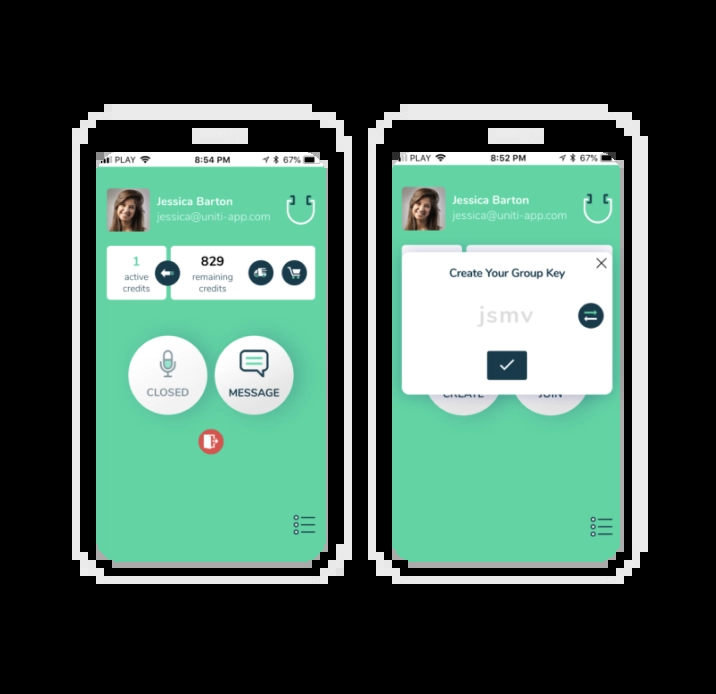 PLAY 8:54 PM 67%
Jessica Barton
jessica@uniti-app.com
1
active
credits
829
remaining
credits
CLOSED
MESSAGE
PLAY 8:52 PM 67%
Jessica Barton
jessica@uniti-app.com
Create Your Group Key
jsmv
CREATE
JOIN